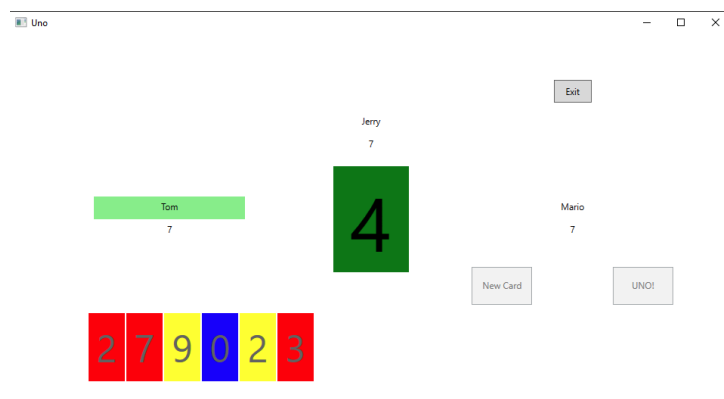 Uno
Exit
Jerry
7
4
Tom
7
Mario
7
New Card
UNO!
2 7 9 0 2 3